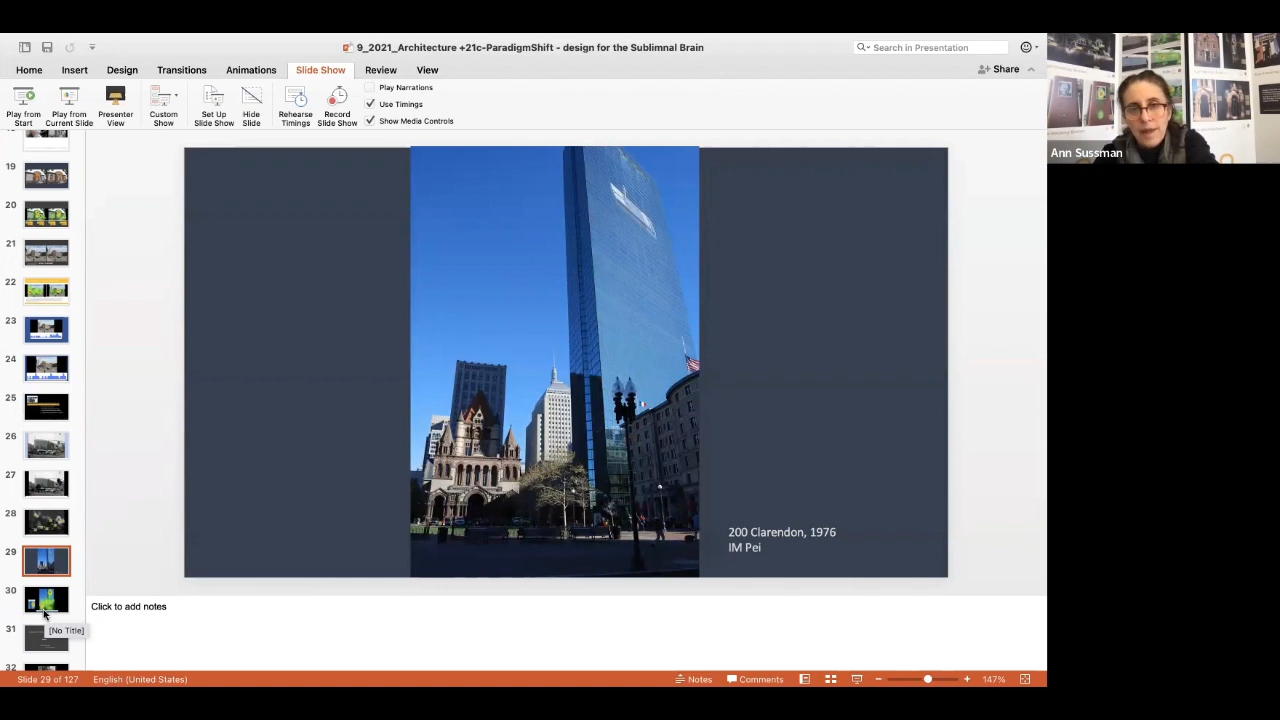 9_2021_Architecture +21c-ParadigmShift - design for the Sublimnal Brain
Search in Presentation
Home Insert Design Transitions Animations Slide Show Review View
Share
Play from Start
Play from Current Slide
Presenter View
Custom Show
Set Up Slide Show
Hide Slide
Rehearse Timings
Record Slide Show
Play Narrations
Use Timings
Show Media Controls
Ann Sussman
19
20
21
22
23
24
25
26
27
28
29
30
31
32
[No Title]
200 Clarendon, 1976
IM Pei
Click to add notes
Slide 29 of 127 English (United States) Notes Comments 147%